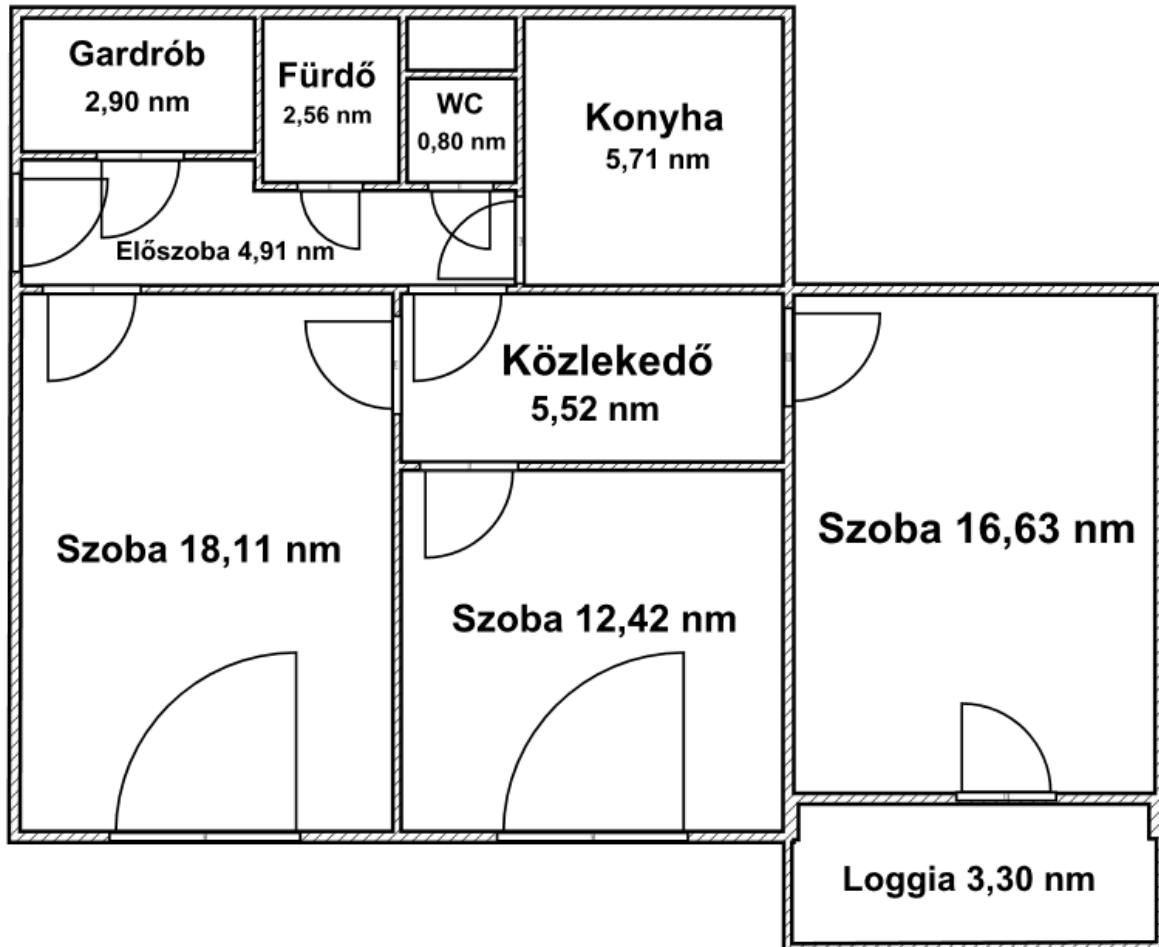 Gardrób
2,90 nm
Fürdő
2,56 nm
WC
0,80 nm
Konyha
5,71 nm
Előszoba 4,91 nm
Közlekedő
5,52 nm
Szoba 18,11 nm
Szoba 12,42 nm
Szoba 16,63 nm
Loggia 3,30 nm